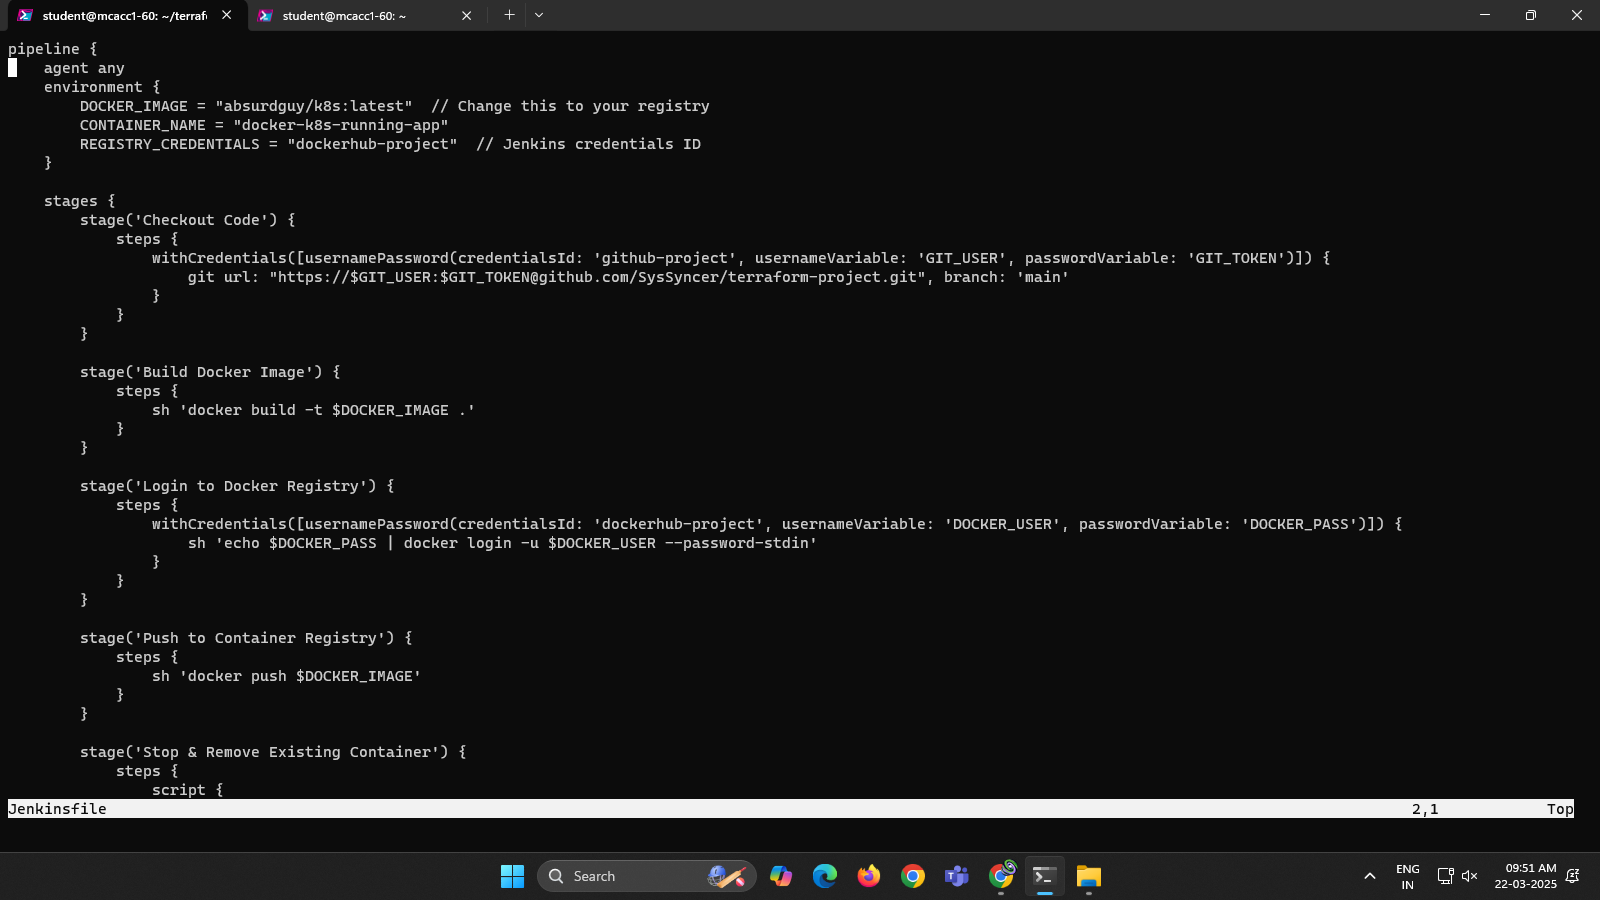 student@mcacc1-60: ~/terraf
student@mcacc1-60: ~
pipeline {
    agent any
    environment {
        DOCKER_IMAGE = "absurdguy/k8s:latest"  // Change this to your registry
        CONTAINER_NAME = "docker-k8s-running-app"
        REGISTRY_CREDENTIALS = "dockerhub-project"  // Jenkins credentials ID
    }
    stages {
        stage('Checkout Code') {
            steps {
                withCredentials([usernamePassword(credentialsId: 'github-project', usernameVariable: 'GIT_USER', passwordVariable: 'GIT_TOKEN')]) {
                    git url: "https://$GIT_USER:$GIT_TOKEN@github.com/SysSyncer/terraform-project.git", branch: 'main'
                }
            }
        }
        stage('Build Docker Image') {
            steps {
                sh 'docker build -t $DOCKER_IMAGE .'
            }
        }
        stage('Login to Docker Registry') {
            steps {
                withCredentials([usernamePassword(credentialsId: 'dockerhub-project', usernameVariable: 'DOCKER_USER', passwordVariable: 'DOCKER_PASS')]) {
                    sh 'echo $DOCKER_PASS | docker login -u $DOCKER_USER --password-stdin'
                }
            }
        }
        stage('Push to Container Registry') {
            steps {
                sh 'docker push $DOCKER_IMAGE'
            }
        }
        stage('Stop & Remove Existing Container') {
            steps {
                script {
Jenkinsfile 2,1 Top
Search
ENG
IN
09:51 AM
22-03-2025